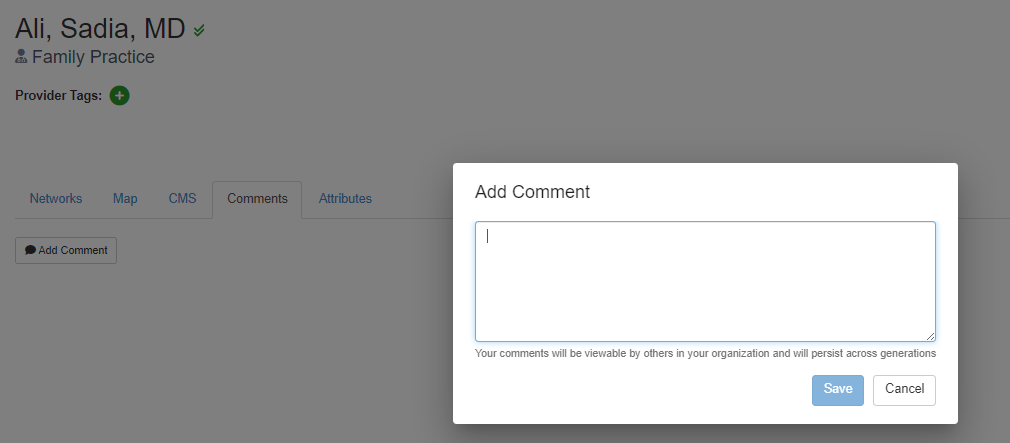 Ali, Sadia, MD
Family Practice
Provider Tags:
Networks Map CMS Comments Attributes
Add Comment
Add Comment
Your comments will be viewable by others in your organization and will persist across generations
Save Cancel